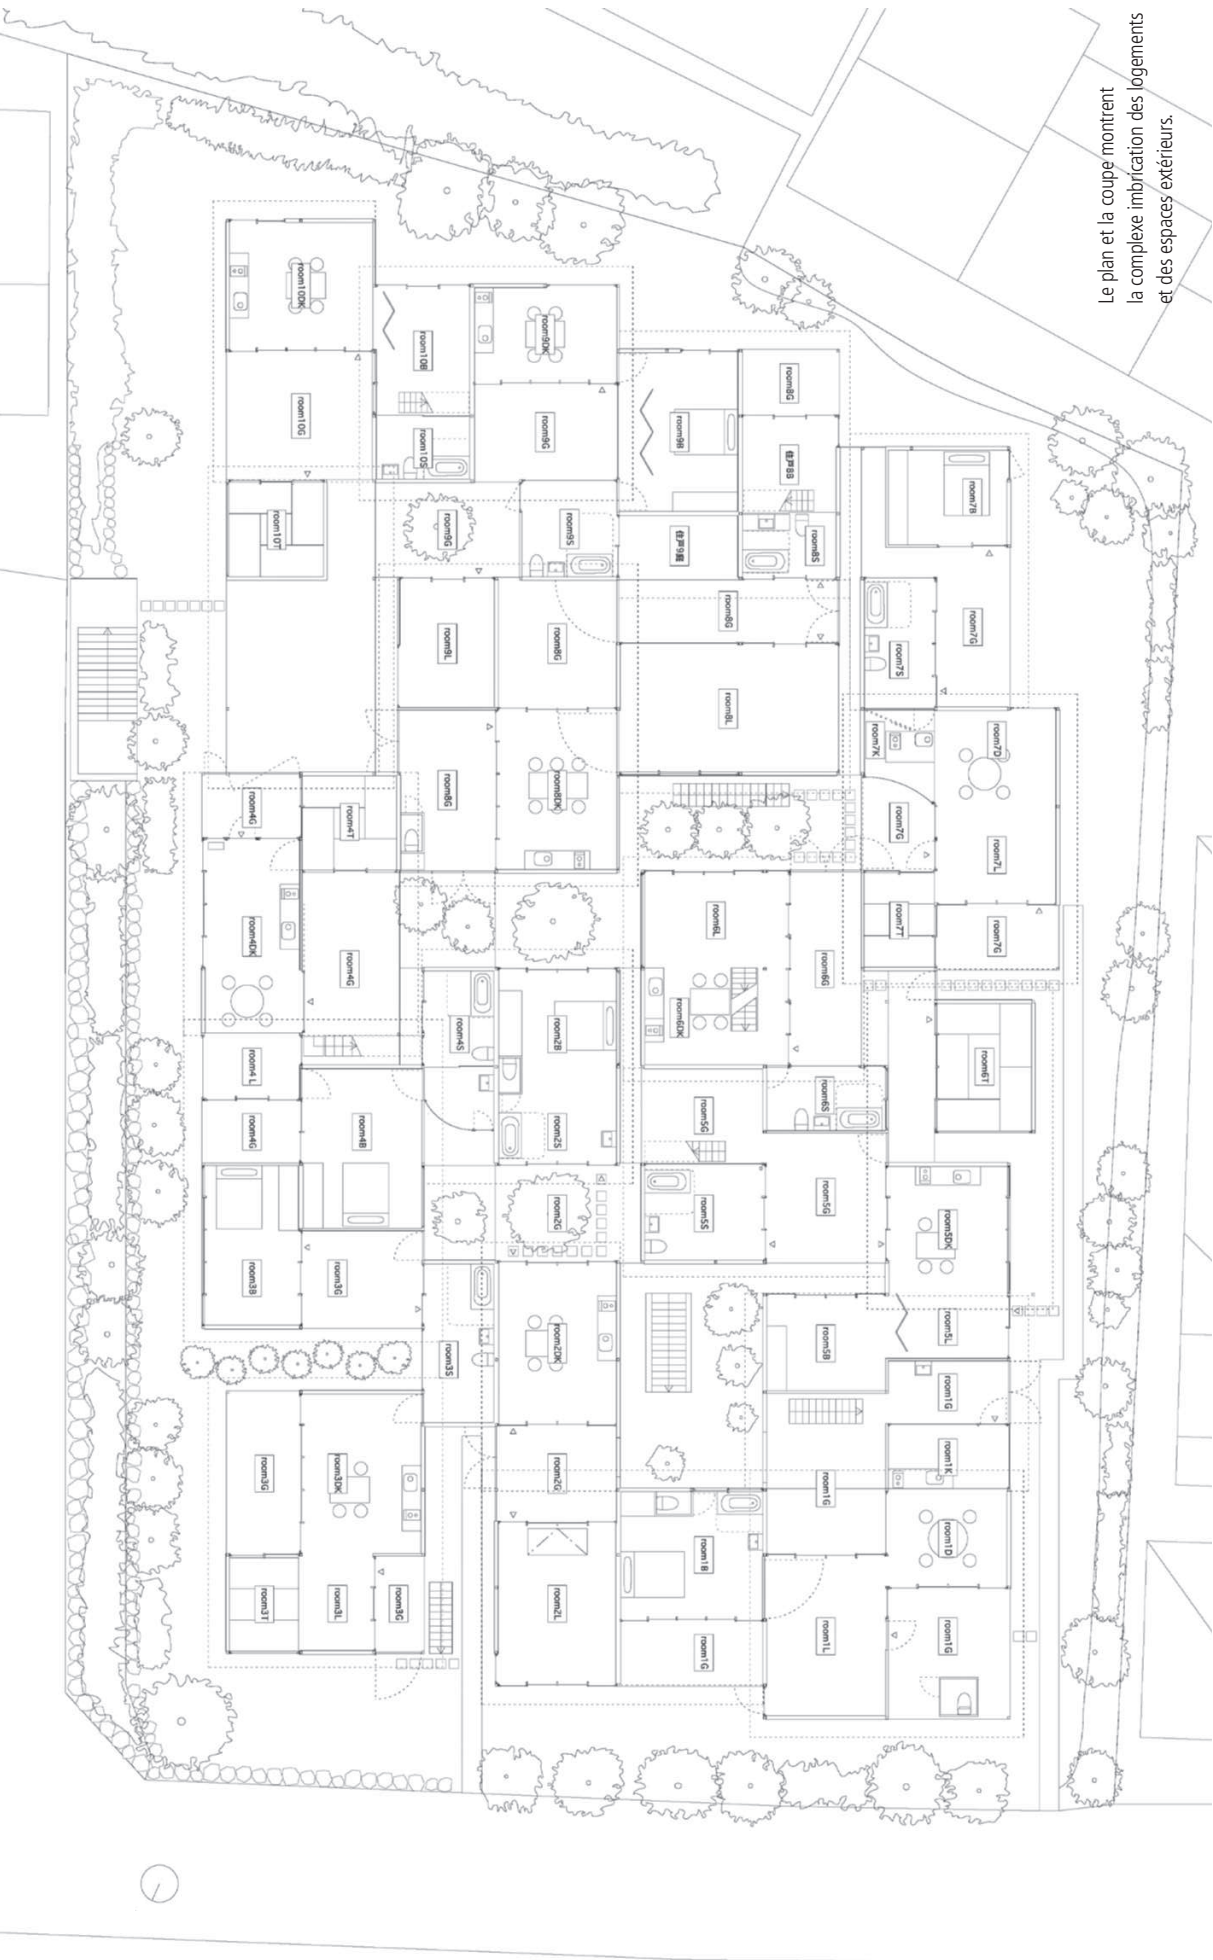 Le plan et la coupe montrent
la complexe imbrication des logements
et des espaces extérieurs.
room10DK
room10B
room9DK
room10G
room10S
room9G
room9B
room8G
住戸8B
room7B
room10T
room9G
room9S
住戸9庭
room8S
room9L
room8G
room8G
room7S
room7G
room8L
room7K
room7D
room4G
room4T
room8G
room8DK
room7G
room7L
room4DK
room4G
room6L
room6G
room7T
room7G
room4S
room2B
room6DK
room4L
room6S
room6T
room4G
room4B
room2S
room5G
room2G
room5S
room5G
room5DK
room3B
room3G
room3S
room2DK
room5B
room5L
room1G
room3G
room3DK
room2G
room1G
room1K
room1B
room1D
room3T
room3L
room3G
room2L
room1G
room1L
room1G